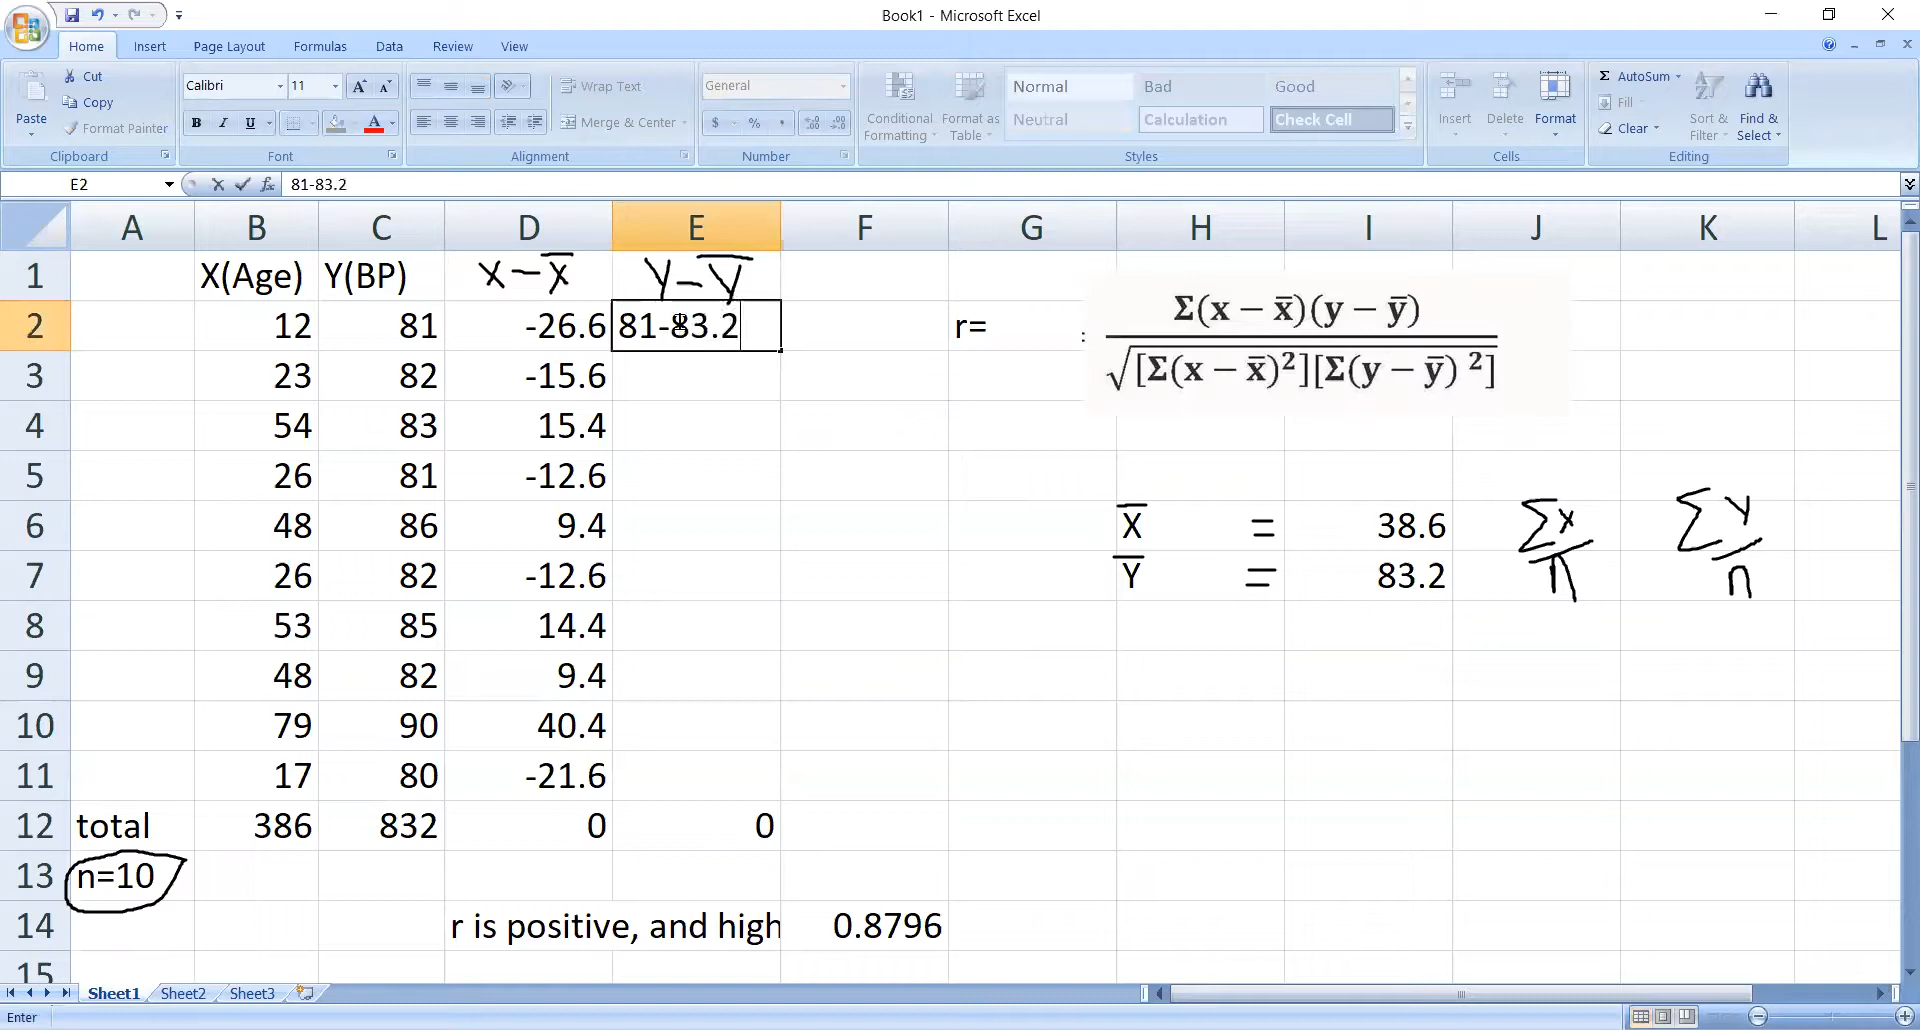 Book1 - Microsoft Excel
Home Insert Page Layout Formulas Data Review View
Paste
Cut
Copy
Format Painter
Clipboard
Calibri 11
B I U
Font
Wrap Text
Merge & Center
Alignment
General
$ % ,
Number
Conditional Formatting
Format as Table
Normal Bad Good
Neutral Calculation Check Cell
Styles
Insert Delete Format
Cells
Σ AutoSum
Fill
Clear
Sort & Filter
Find & Select
Editing
E2 fx 81-83.2
A B C D E F G H I J K L
1 X(Age) Y(BP) X-X̅ Y-Y̅
2 12 81 -26.6 81-83.2 r= : Σ(x − x̄)(y − ȳ)
√[Σ(x − x̄)²][Σ(y − ȳ) ²]
3 23 82 -15.6
4 54 83 15.4
5 26 81 -12.6
6 48 86 9.4 X̅ = 38.6 Σx/n Σy/n
7 26 82 -12.6 Y̅ = 83.2
8 53 85 14.4
9 48 82 9.4
10 79 90 40.4
11 17 80 -21.6
12 total 386 832 0 0
13 n=10
14 r is positive, and high 0.8796
15
Sheet1 Sheet2 Sheet3
Enter